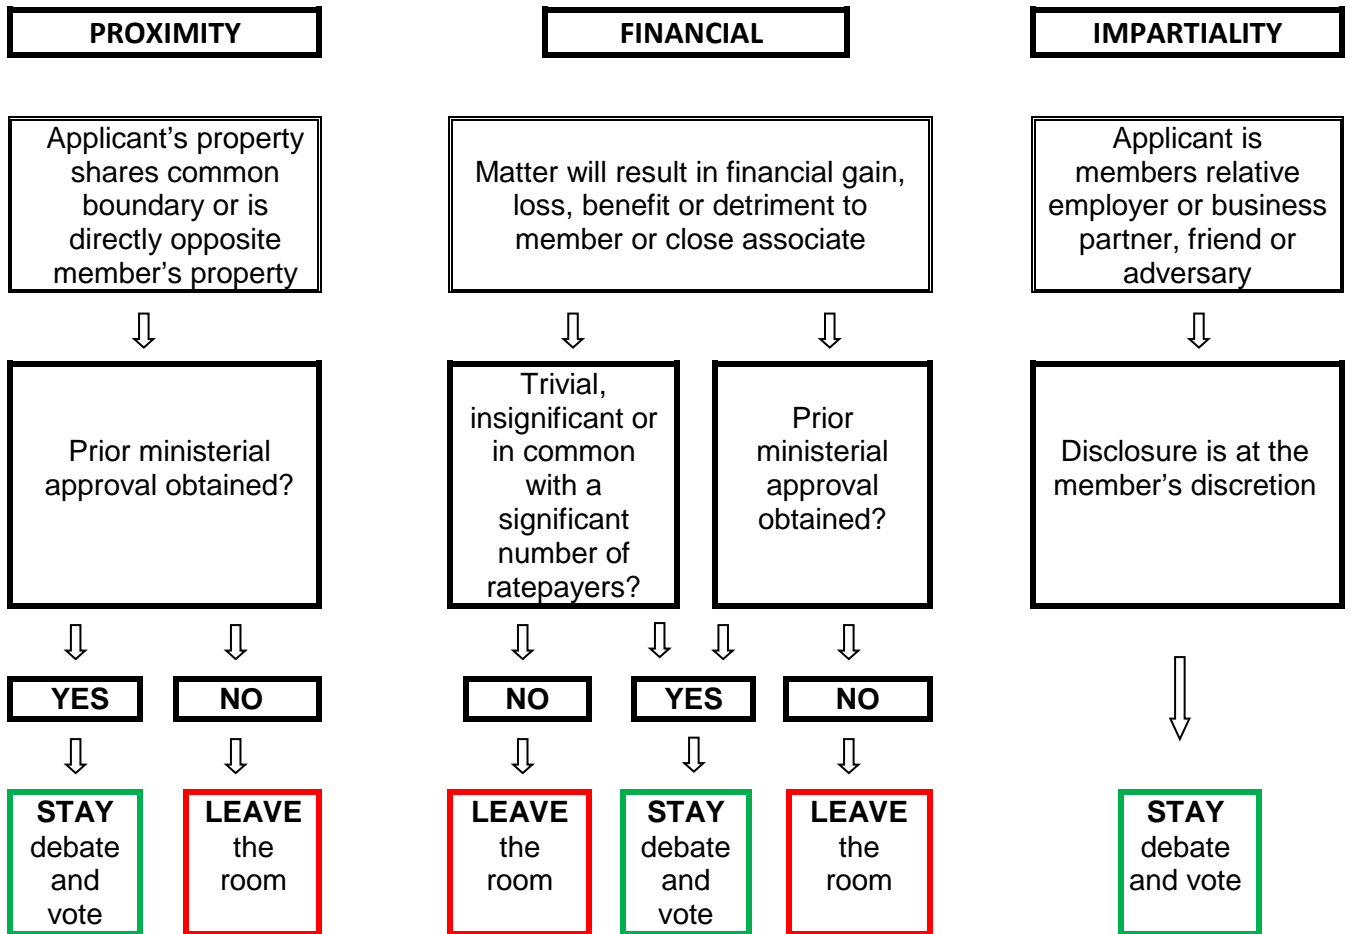 PROXIMITY
FINANCIAL
IMPARTIALITY
Applicant’s property
shares common
boundary or is
directly opposite
member’s property
Matter will result in financial gain,
loss, benefit or detriment to
member or close associate
Applicant is
members relative
employer or business
partner, friend or
adversary
Prior ministerial
approval obtained?
Trivial,
insignificant or
in common
with a
significant
number of
ratepayers?
Prior
ministerial
approval
obtained?
Disclosure is at the
member’s discretion
YES
NO
NO
YES
NO
STAY
debate
and
vote
LEAVE
the
room
LEAVE
the
room
STAY
debate
and
vote
LEAVE
the
room
STAY
debate
and vote